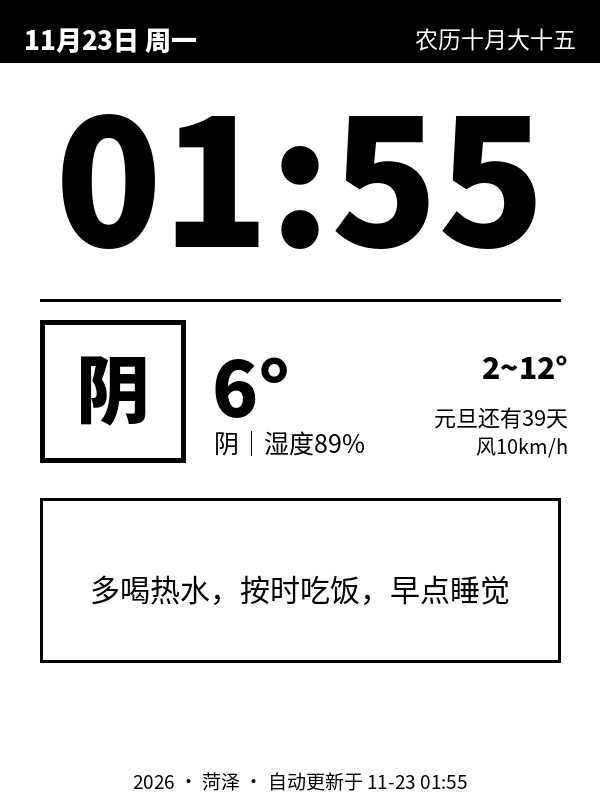 11月23日 周一
农历十月大十五
01:55
阴
6°
阴｜湿度89%
2~12°
元旦还有39天
风10km/h
多喝热水，按时吃饭，早点睡觉
2026 · 菏泽 · 自动更新于 11-23 01:55